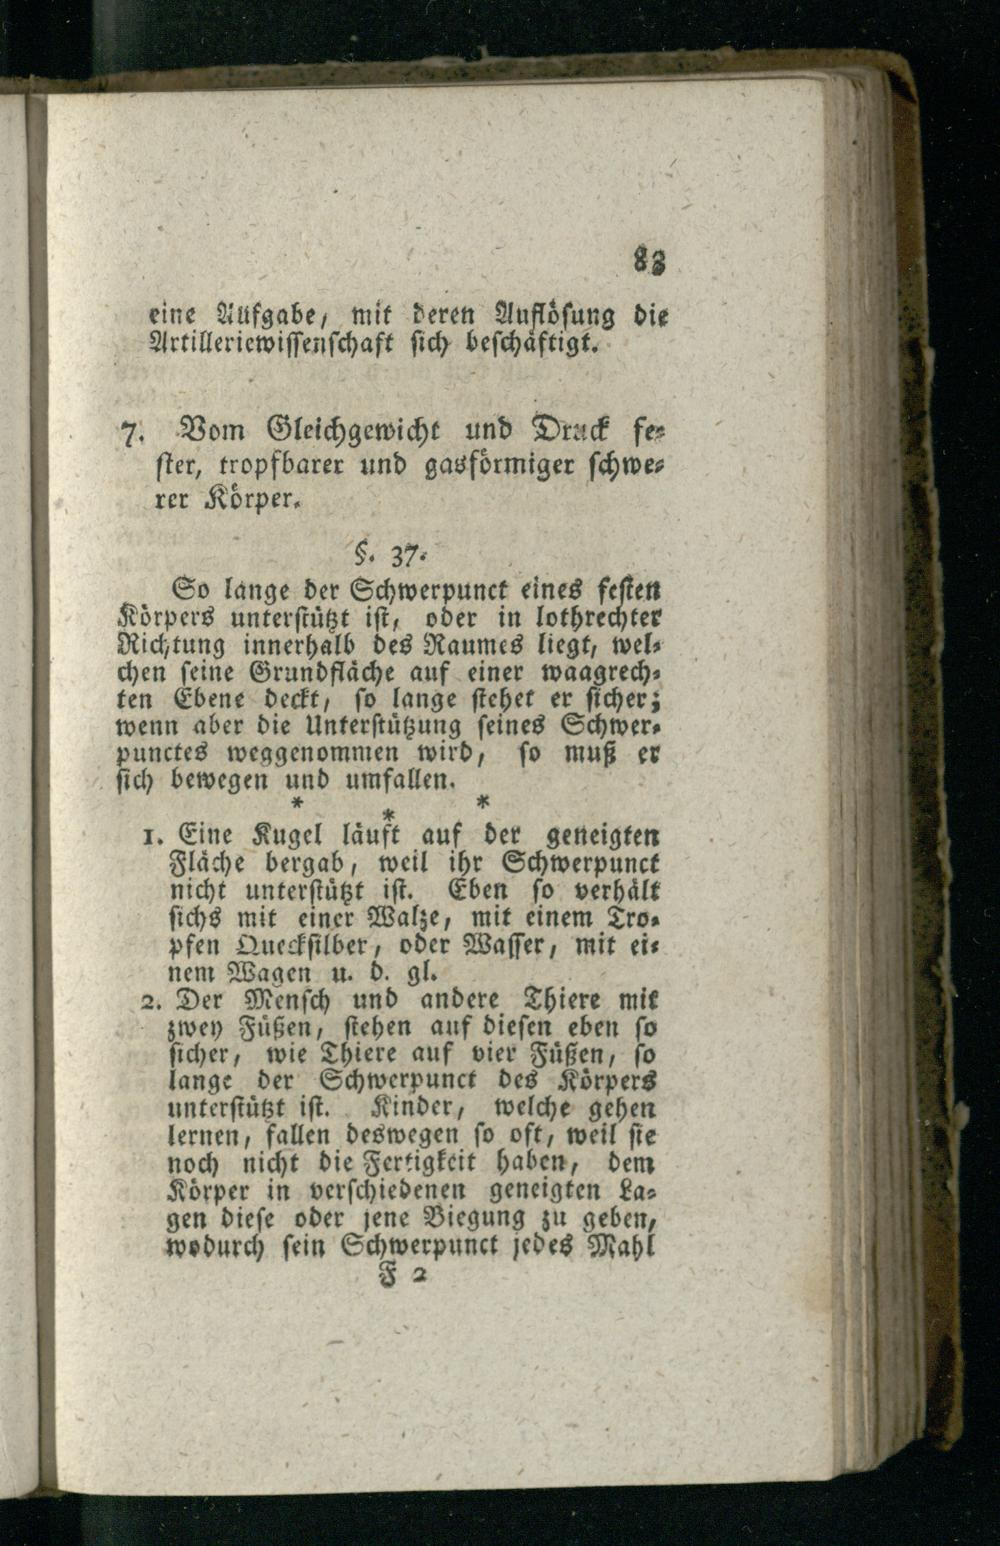 83
eine Aufgabe, mit deren Auflösung die
Artilleriewissenschaft sich beschäftigt.
7. Vom Gleichgewicht und Druck fe-
ster, tropfbarer und gasförmiger schwe-
rer Körper.
§. 37.
So lange der Schwerpunct eines festen
Körpers unterstützt ist, oder in lothrechter
Richtung innerhalb des Raumes liegt, wel-
chen seine Grundfläche auf einer waagrech-
ten Ebene deckt, so lange stehet er sicher;
wenn aber die Unterstützung seines Schwer-
punctes weggenommen wird, so muß er
sich bewegen und umfallen.
* * *
1. Eine Kugel läuft auf der geneigten
Fläche bergab, weil ihr Schwerpunct
nicht unterstützt ist. Eben so verhält
sichs mit einer Walze, mit einem Tro-
pfen Quecksilber, oder Wasser, mit ei-
nem Wagen u. d. gl.
2. Der Mensch und andere Thiere mit
zwey Füßen, stehen auf diesen eben so
sicher, wie Thiere auf vier Füßen, so
lange der Schwerpunct des Körpers
unterstützt ist. Kinder, welche gehen
lernen, fallen deswegen so oft, weil sie
noch nicht die Fertigkeit haben, dem
Körper in verschiedenen geneigten La-
gen diese oder jene Biegung zu geben,
wodurch sein Schwerpunct jedes Mahl
F 2